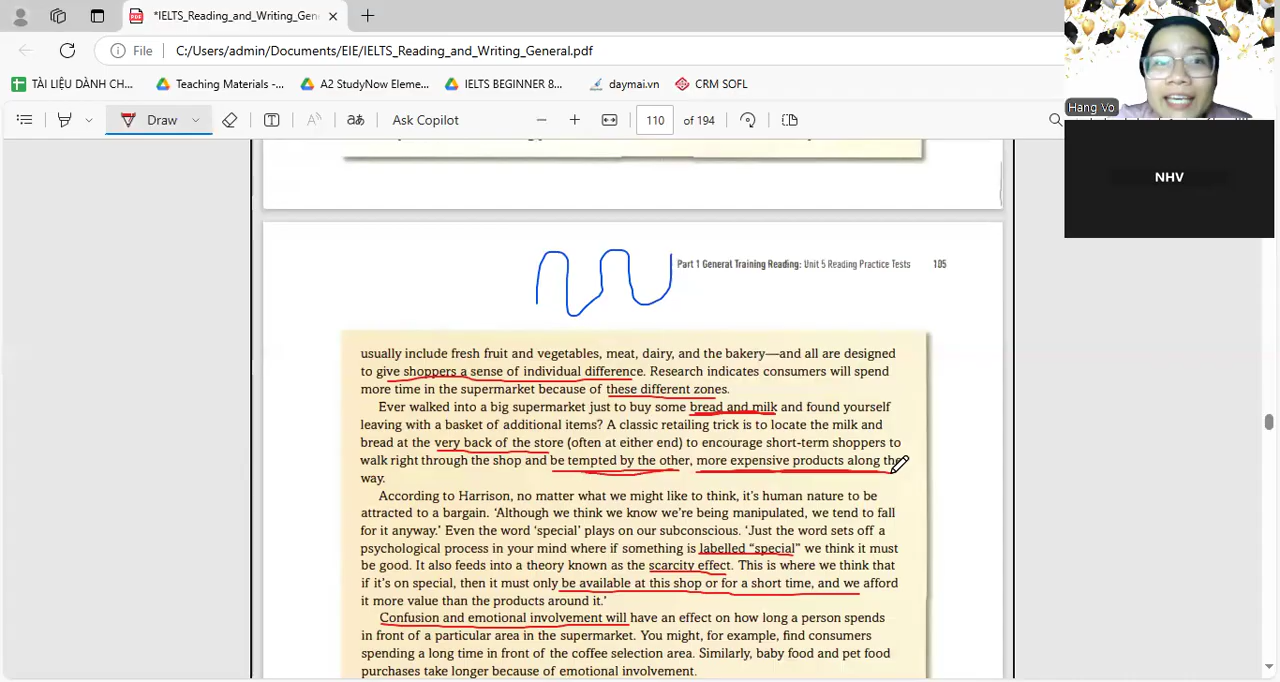 *IELTS_Reading_and_Writing_Gen
File C:/Users/admin/Documents/EIE/IELTS_Reading_and_Writing_General.pdf
TÀI LIỆU DÀNH CH... Teaching Materials -... A2 StudyNow Eleme... IELTS BEGINNER 8... daymai.vn CRM SOFL
Draw Ask Copilot 110 of 194
Hang Vo
NHV
Part 1 General Training Reading: Unit 5 Reading Practice Tests 105
usually include fresh fruit and vegetables, meat, dairy, and the bakery—and all are designed
to give shoppers a sense of individual difference. Research indicates consumers will spend
more time in the supermarket because of these different zones.
Ever walked into a big supermarket just to buy some bread and milk and found yourself
leaving with a basket of additional items? A classic retailing trick is to locate the milk and
bread at the very back of the store (often at either end) to encourage short-term shoppers to
walk right through the shop and be tempted by the other, more expensive products along the
way.
According to Harrison, no matter what we might like to think, it's human nature to be
attracted to a bargain. 'Although we think we know we're being manipulated, we tend to fall
for it anyway.' Even the word 'special' plays on our subconscious. 'Just the word sets off a
psychological process in your mind where if something is labelled "special" we think it must
be good. It also feeds into a theory known as the scarcity effect. This is where we think that
if it's on special, then it must only be available at this shop or for a short time, and we afford
it more value than the products around it.'
Confusion and emotional involvement will have an effect on how long a person spends
in front of a particular area in the supermarket. You might, for example, find consumers
spending a long time in front of the coffee selection area. Similarly, baby food and pet food
purchases take longer because of emotional involvement.